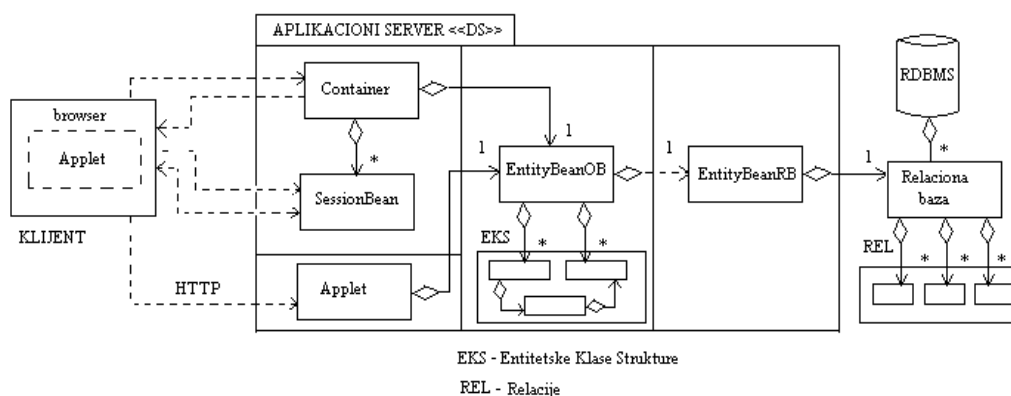 APLIKACIONI SERVER <<DS>>
RDBMS
Container
browser
Applet
1
1
1
1
*
*
EntityBeanOB
EntityBeanRB
Relaciona
baza
SessionBean
KLIJENT
EKS
*
*
REL
*
*
*
HTTP
Applet
EKS - Entitetske Klase Strukture
REL - Relacije